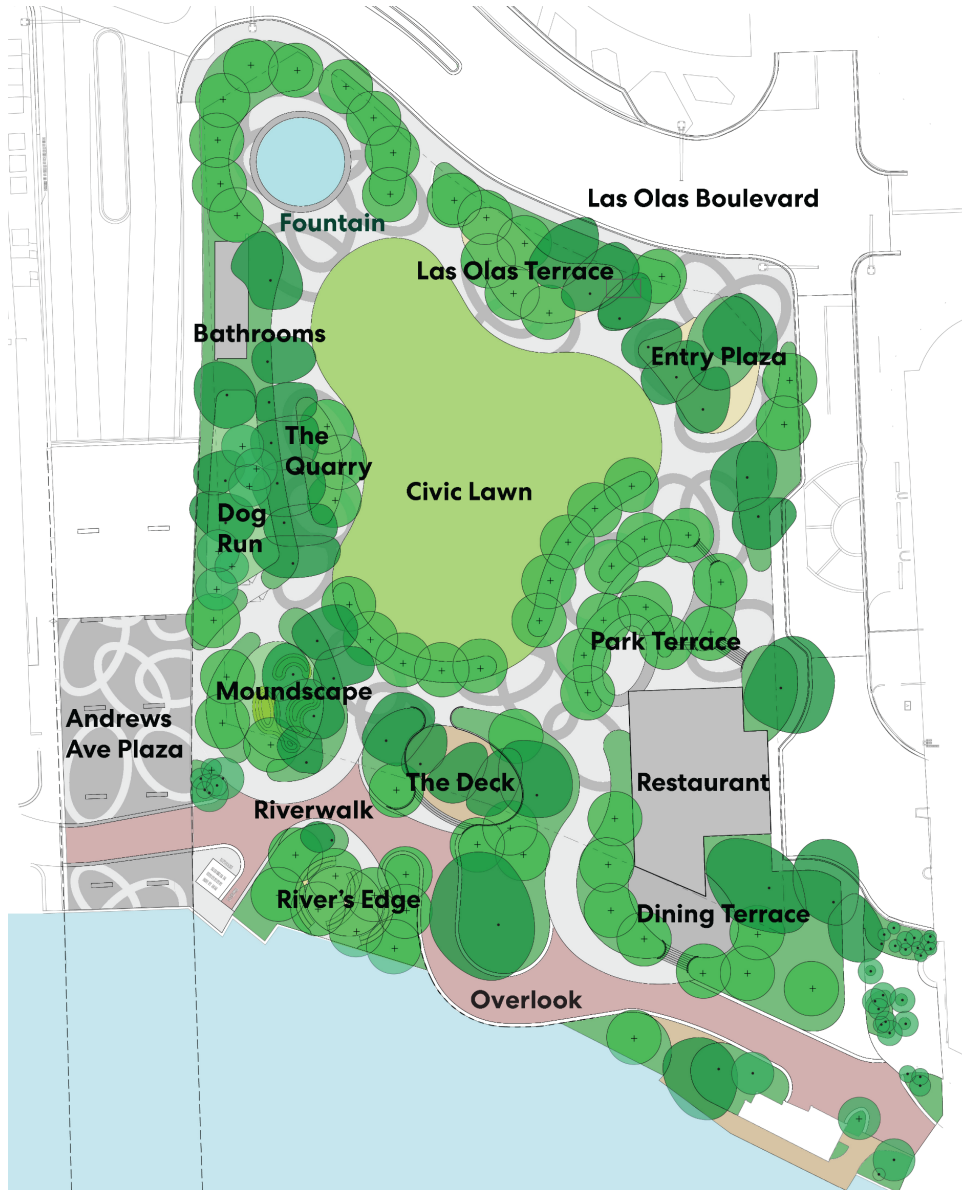 Las Olas Boulevard
Fountain
Las Olas Terrace
Bathrooms
Entry Plaza
The
Quarry
Civic Lawn
Dog
Run
Park Terrace
Moundscape
Andrews
Ave Plaza
The Deck
Restaurant
Riverwalk
River's Edge
Dining Terrace
Overlook